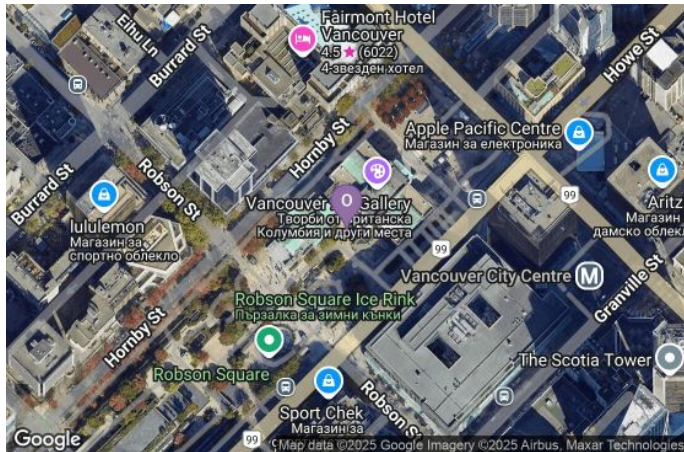 Eihu Ln
Burrard St
Fairmont Hotel
Vancouver
4.5 ★ (6022)
4-звезден хотел
Howe St
Hornby St
Apple Pacific Centre
Магазин за електроника
Robson St
99
Burrard St
lululemon
Магазин за
спортно облекло
Vancouver Gallery
O
Творби от Британска
Колумбия и други места
Aritz
Магазин
дамско облекл
99
Vancouver City Centre
M
Granville St
Robson Square Ice Rink
Пързалка за зимни кънки
Hornby St
Robson Square
The Scotia Tower
Sport Chek
Магазин за
Robson St
99
Google
Map data ©2025 Google Imagery ©2025 Airbus, Maxar Technologies